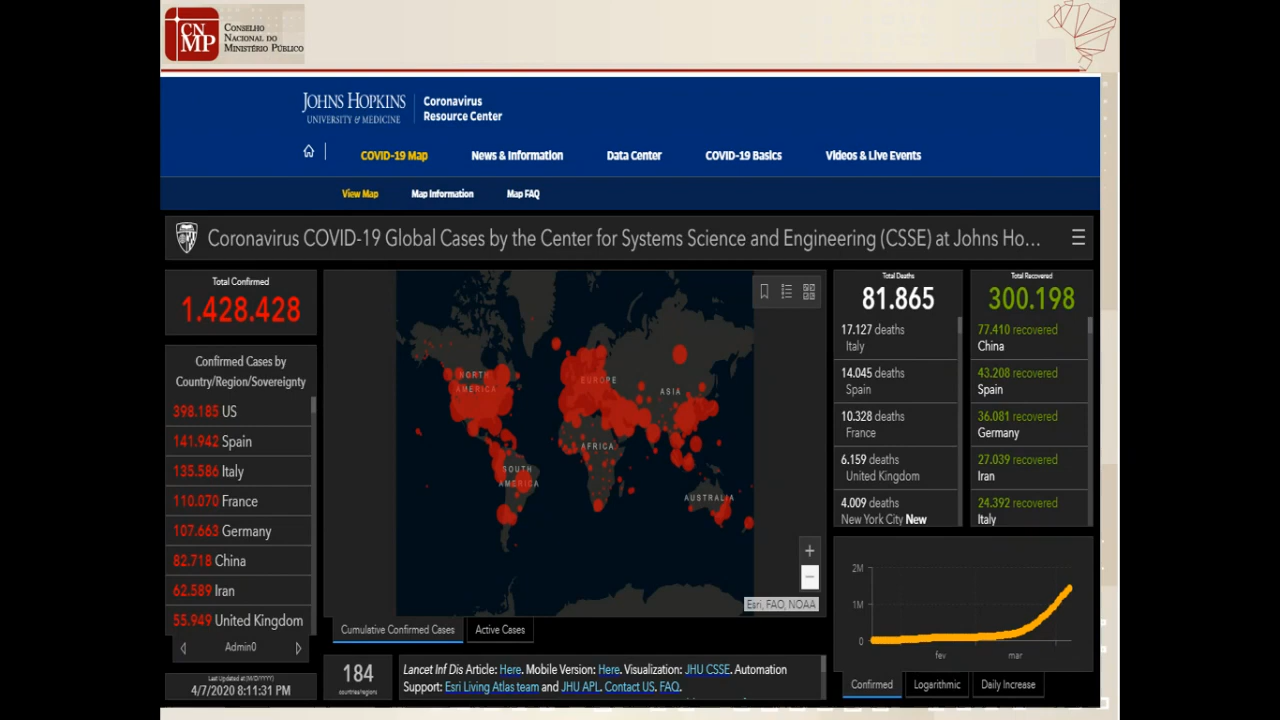 CN
MP
CONSELHO
NACIONAL DO
MINISTÉRIO PÚBLICO
JOHNS HOPKINS
UNIVERSITY & MEDICINE
Coronavirus
Resource Center
COVID-19 Map
News & Information
Data Center
COVID-19 Basics
Videos & Live Events
View Map
Map Information
Map FAQ
Coronavirus COVID-19 Global Cases by the Center for Systems Science and Engineering (CSSE) at Johns Ho...
Total Confirmed
1.428.428
Confirmed Cases by
Country/Region/Sovereignty
398.185 US
141.942 Spain
135.586 Italy
110.070 France
107.663 Germany
82.718 China
62.589 Iran
55.949 United Kingdom
Admin0
Last Updated at (M/D/YYYY)
4/7/2020 8:11:31 PM
NORTH
AMERICA
EUROPE
ASIA
AFRICA
SOUTH
AMERICA
AUSTRALIA
+
−
Esri, FAO, NOAA
Cumulative Confirmed Cases
Active Cases
184
countries/regions
Lancet Inf Dis Article: Here. Mobile Version: Here. Visualization: JHU CSSE. Automation
Support: Esri Living Atlas team and JHU APL. Contact US. FAQ.
Total Deaths
81.865
17.127 deaths
Italy
14.045 deaths
Spain
10.328 deaths
France
6.159 deaths
United Kingdom
4.009 deaths
New York City New
Total Recovered
300.198
77.410 recovered
China
43.208 recovered
Spain
36.081 recovered
Germany
27.039 recovered
Iran
24.392 recovered
Italy
2M
1M
0
fev
mar
Confirmed
Logarithmic
Daily Increase